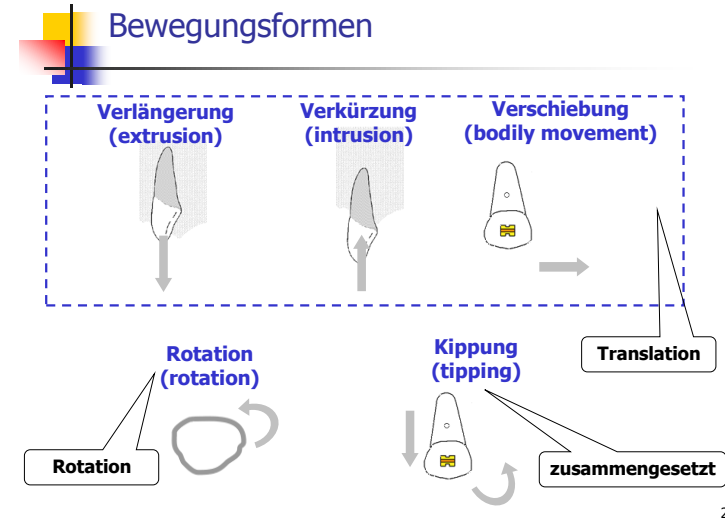 Bewegungsformen
Verlängerung
(extrusion)
Verkürzung
(intrusion)
Verschiebung
(bodily movement)
Translation
Rotation
(rotation)
Kippung
(tipping)
Rotation
zusammengesetzt